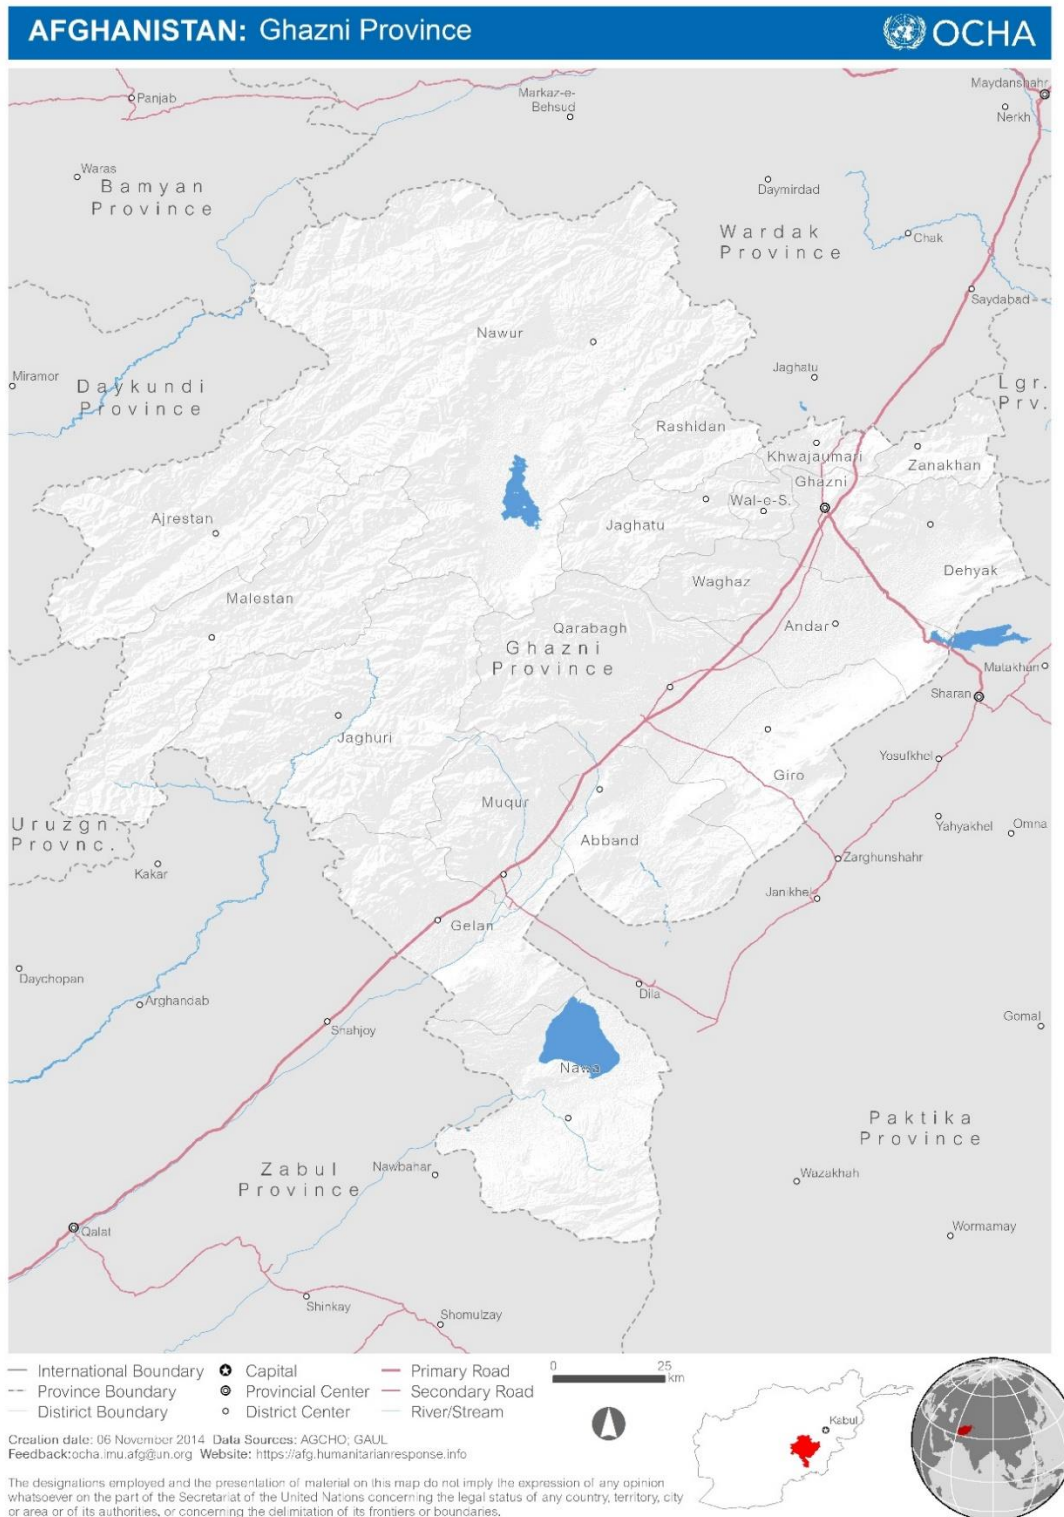 AFGHANISTAN: Ghazni Province
OCHA
Maydanshahr
Panjab
Markaz-e-
Behsud
Nerkh
Waras
Bamyan
Province
Daymirdad
Wardak
Province
Chak
Saydabad
Nawur
Miramor
Daykundi
Province
Jaghatu
Lgr.
Prv.
Rashidan
Khwajaumari
Zanakhan
Ghazni
Wal-e-S.
Ajrestan
Jaghatu
Waghaz
Dehyak
Malestan
Qarabagh
Andar
Ghazni
Province
Matakhan
Sharan
Jaghuri
Yosufkhel
Giro
Muqur
Uruzgn.
Provnc.
Abband
Yahyakhel
Omna
Kakar
Zarghunshahr
Janikhel
Gelan
Daychopan
Dila
Arghandab
Shahjoy
Gomal
Nawa
Paktika
Province
Zabul
Province
Nawbahar
Wazakhah
Qalat
Wormamay
Shinkay
Shomulzay
International Boundary
Capital
Primary Road
0 25
km
Province Boundary
Provincial Center
Secondary Road
District Boundary
District Center
River/Stream
Kabul
Creation date: 06 November 2014 Data Sources: AGCHO; GAUL
Feedback:ocha.imu.afg@un.org Website: https://afg.humanitarianresponse.info
The designations employed and the presentation of material on this map do not imply the expression of any opinion
whatsoever on the part of the Secretariat of the United Nations concerning the legal status of any country, territory, city
or area or of its authorities, or concerning the delimitation of its frontiers or boundaries.